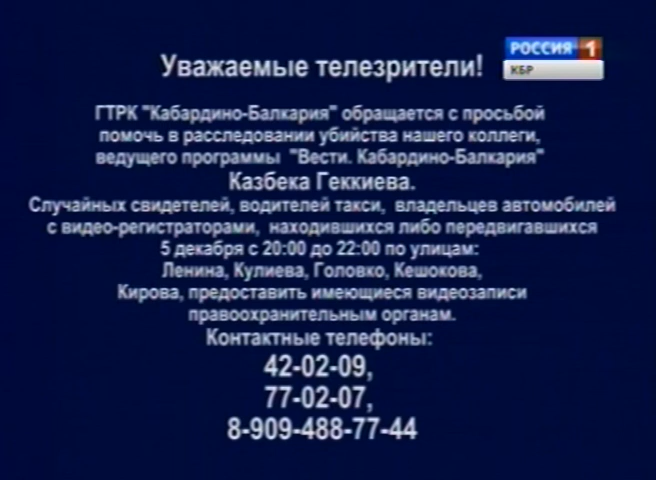 РОССИЯ 1
КБР
Уважаемые телезрители!
ГТРК "Кабардино-Балкария" обращается с просьбой
помочь в расследовании убийства нашего коллеги,
ведущего программы "Вести. Кабардино-Балкария"
Казбека Геккиева.
Случайных свидетелей, водителей такси, владельцев автомобилей
с видео-регистраторами, находившихся либо передвигавшихся
5 декабря с 20:00 до 22:00 по улицам:
Ленина, Кулиева, Головко, Кешокова,
Кирова, предоставить имеющиеся видеозаписи
правоохранительным органам.
Контактные телефоны:
42-02-09,
77-02-07,
8-909-488-77-44